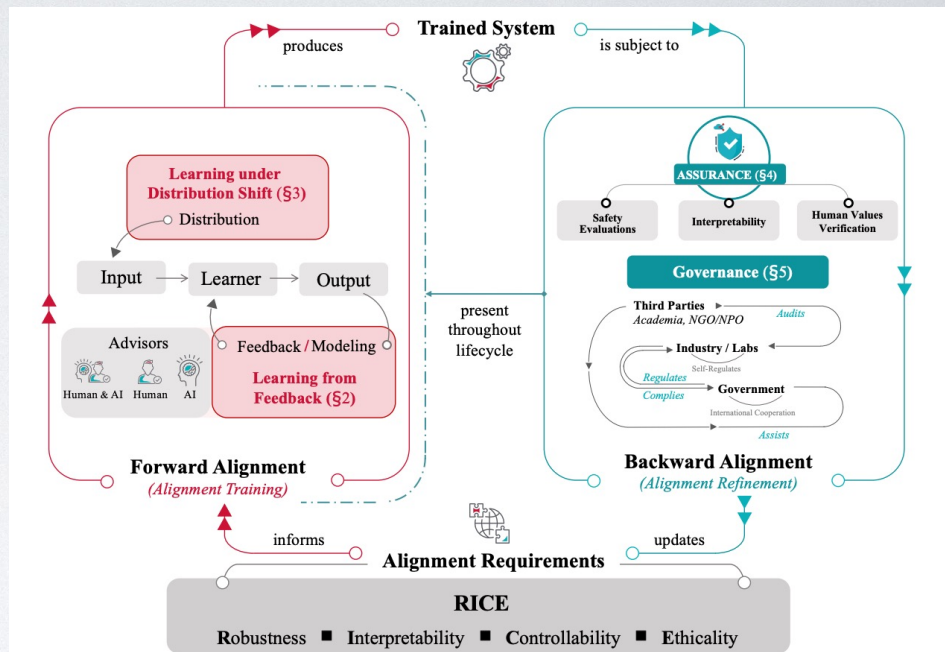 Trained System
produces
is subject to
Learning under
Distribution Shift (§3)
Distribution
Input
Learner
Output
Advisors
Human & AI
Human
AI
Feedback / Modeling
Learning from
Feedback (§2)
Forward Alignment
(Alignment Training)
present
throughout
lifecycle
ASSURANCE (§4)
Safety
Evaluations
Interpretability
Human Values
Verification
Governance (§5)
Third Parties
Academia, NGO/NPO
Audits
Industry / Labs
Self-Regulates
Regulates
Complies
Government
International Cooperation
Assists
Backward Alignment
(Alignment Refinement)
informs
updates
Alignment Requirements
RICE
Robustness ■ Interpretability ■ Controllability ■ Ethicality